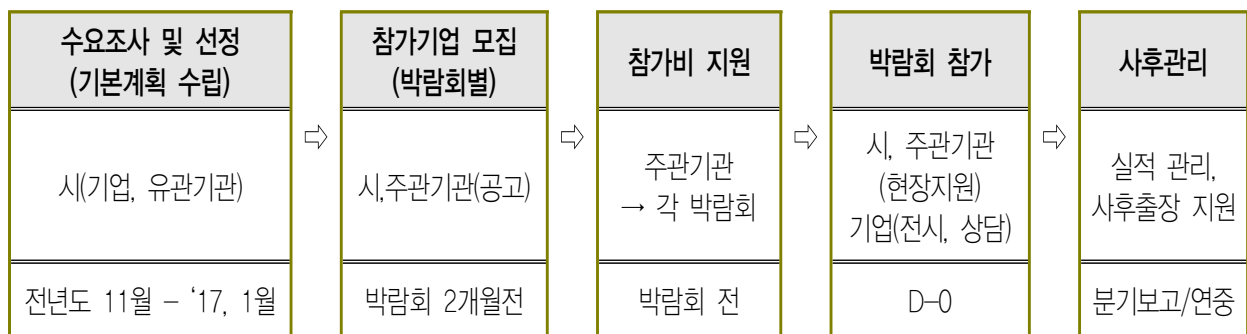 수요조사 및 선정
(기본계획 수립)
시(기업, 유관기관)
전년도 11월 – ‘17, 1월
⇨
참가기업 모집
(박람회별)
시,주관기관(공고)
박람회 2개월전
⇨
참가비 지원
주관기관
→ 각 박람회
박람회 전
⇨
박람회 참가
시, 주관기관
(현장지원)
기업(전시, 상담)
D-0
⇨
사후관리
실적 관리,
사후출장 지원
분기보고/연중